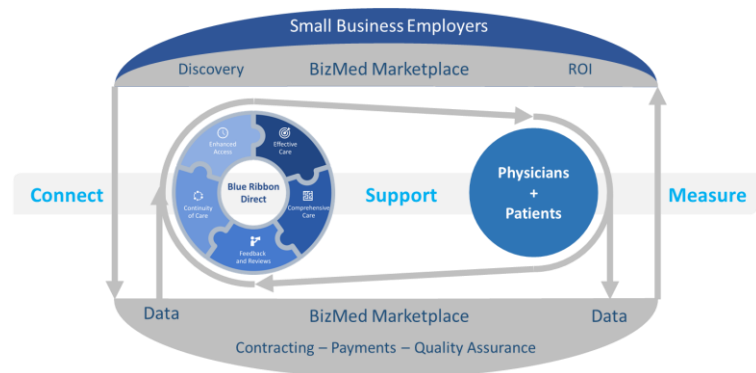 Small Business Employers
Discovery
BizMed Marketplace
ROI
Enhanced
Access
Effective
Care
Connect
Continuity
of Care
Blue Ribbon
Direct
Comprehensive
Care
Feedback
and Reviews
Support
Physicians
+
Patients
Measure
Data
BizMed Marketplace
Data
Contracting – Payments – Quality Assurance